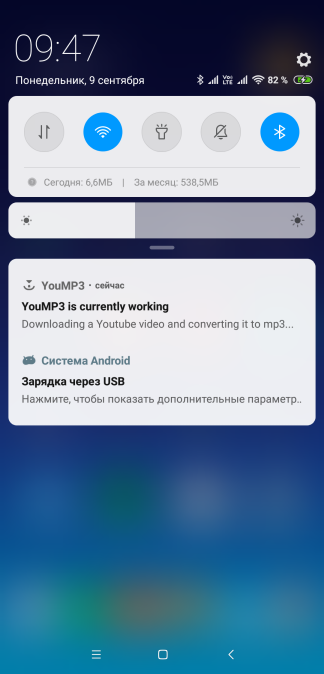 09:47
Понедельник, 9 сентября
Vo) LTE 82 %
Сегодня: 6,6МБ | За месяц: 538,5МБ
YouMP3 · сейчас
YouMP3 is currently working
Downloading a Youtube video and converting it to mp3...
Система Android
Зарядка через USB
Нажмите, чтобы показать дополнительные параметр..